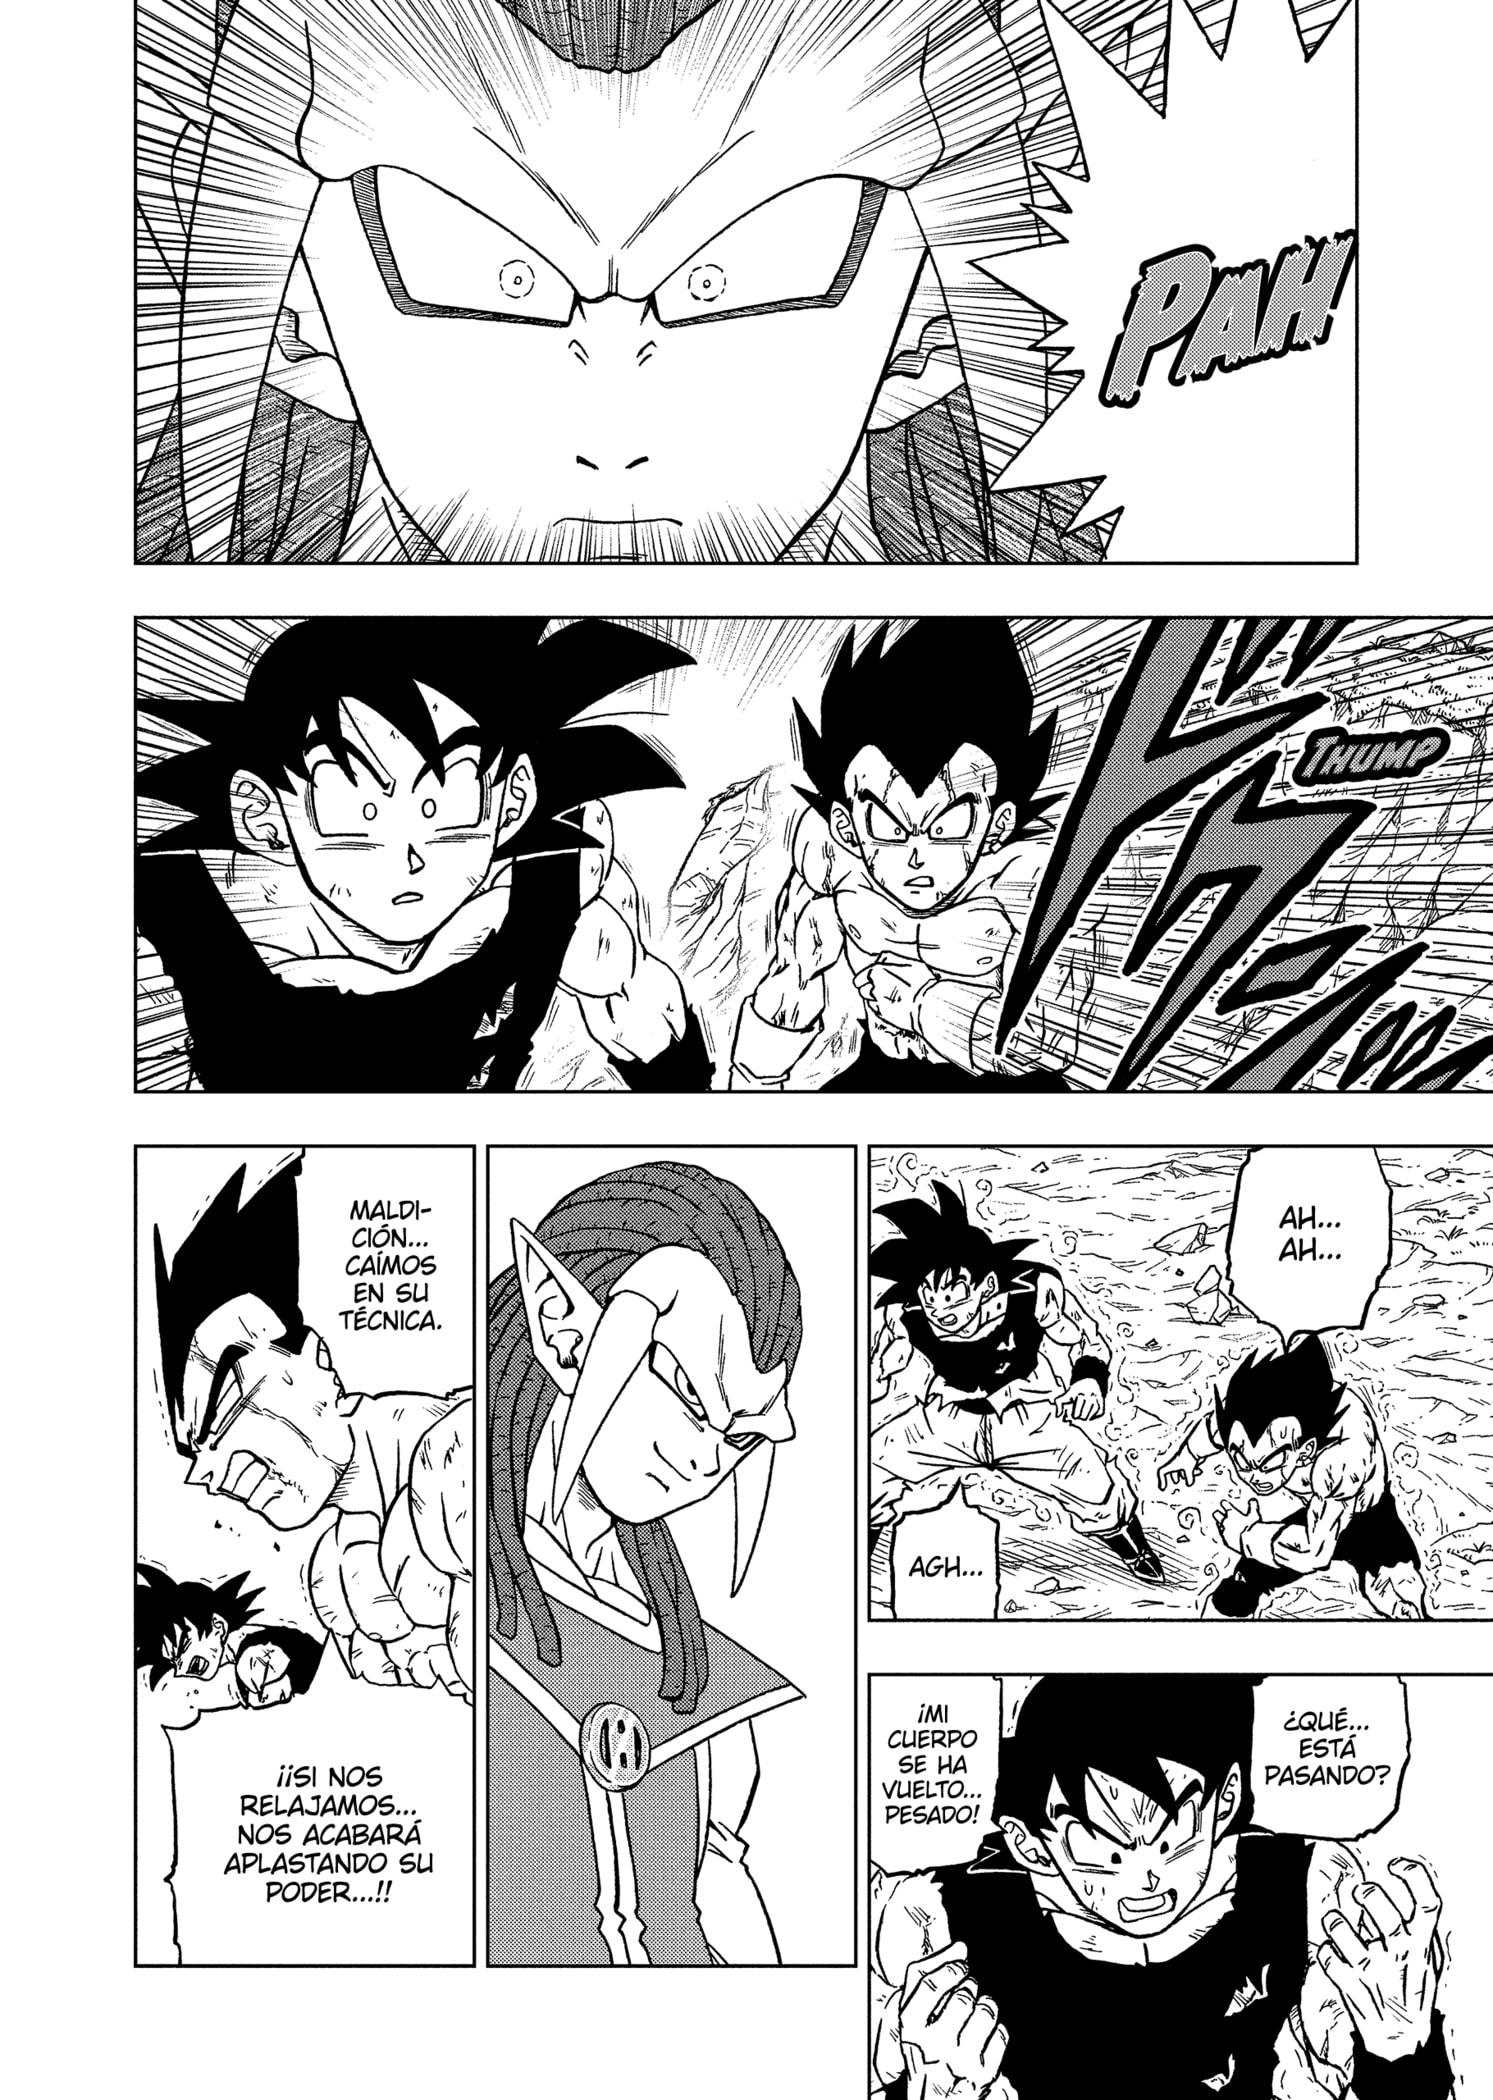 PAH
THUMP
AH...
AH...
AGH...
¿QUÉ...
ESTÁ
PASANDO?
¡MI
CUERPO
SE HA
VUELTO...
PESADO!
MALDI-
CIÓN...
CAÍMOS
EN SU
TÉCNICA.
¡¡SI NOS
RELAJAMOS...
NOS ACABARÁ
APLASTANDO SU
PODER...!!